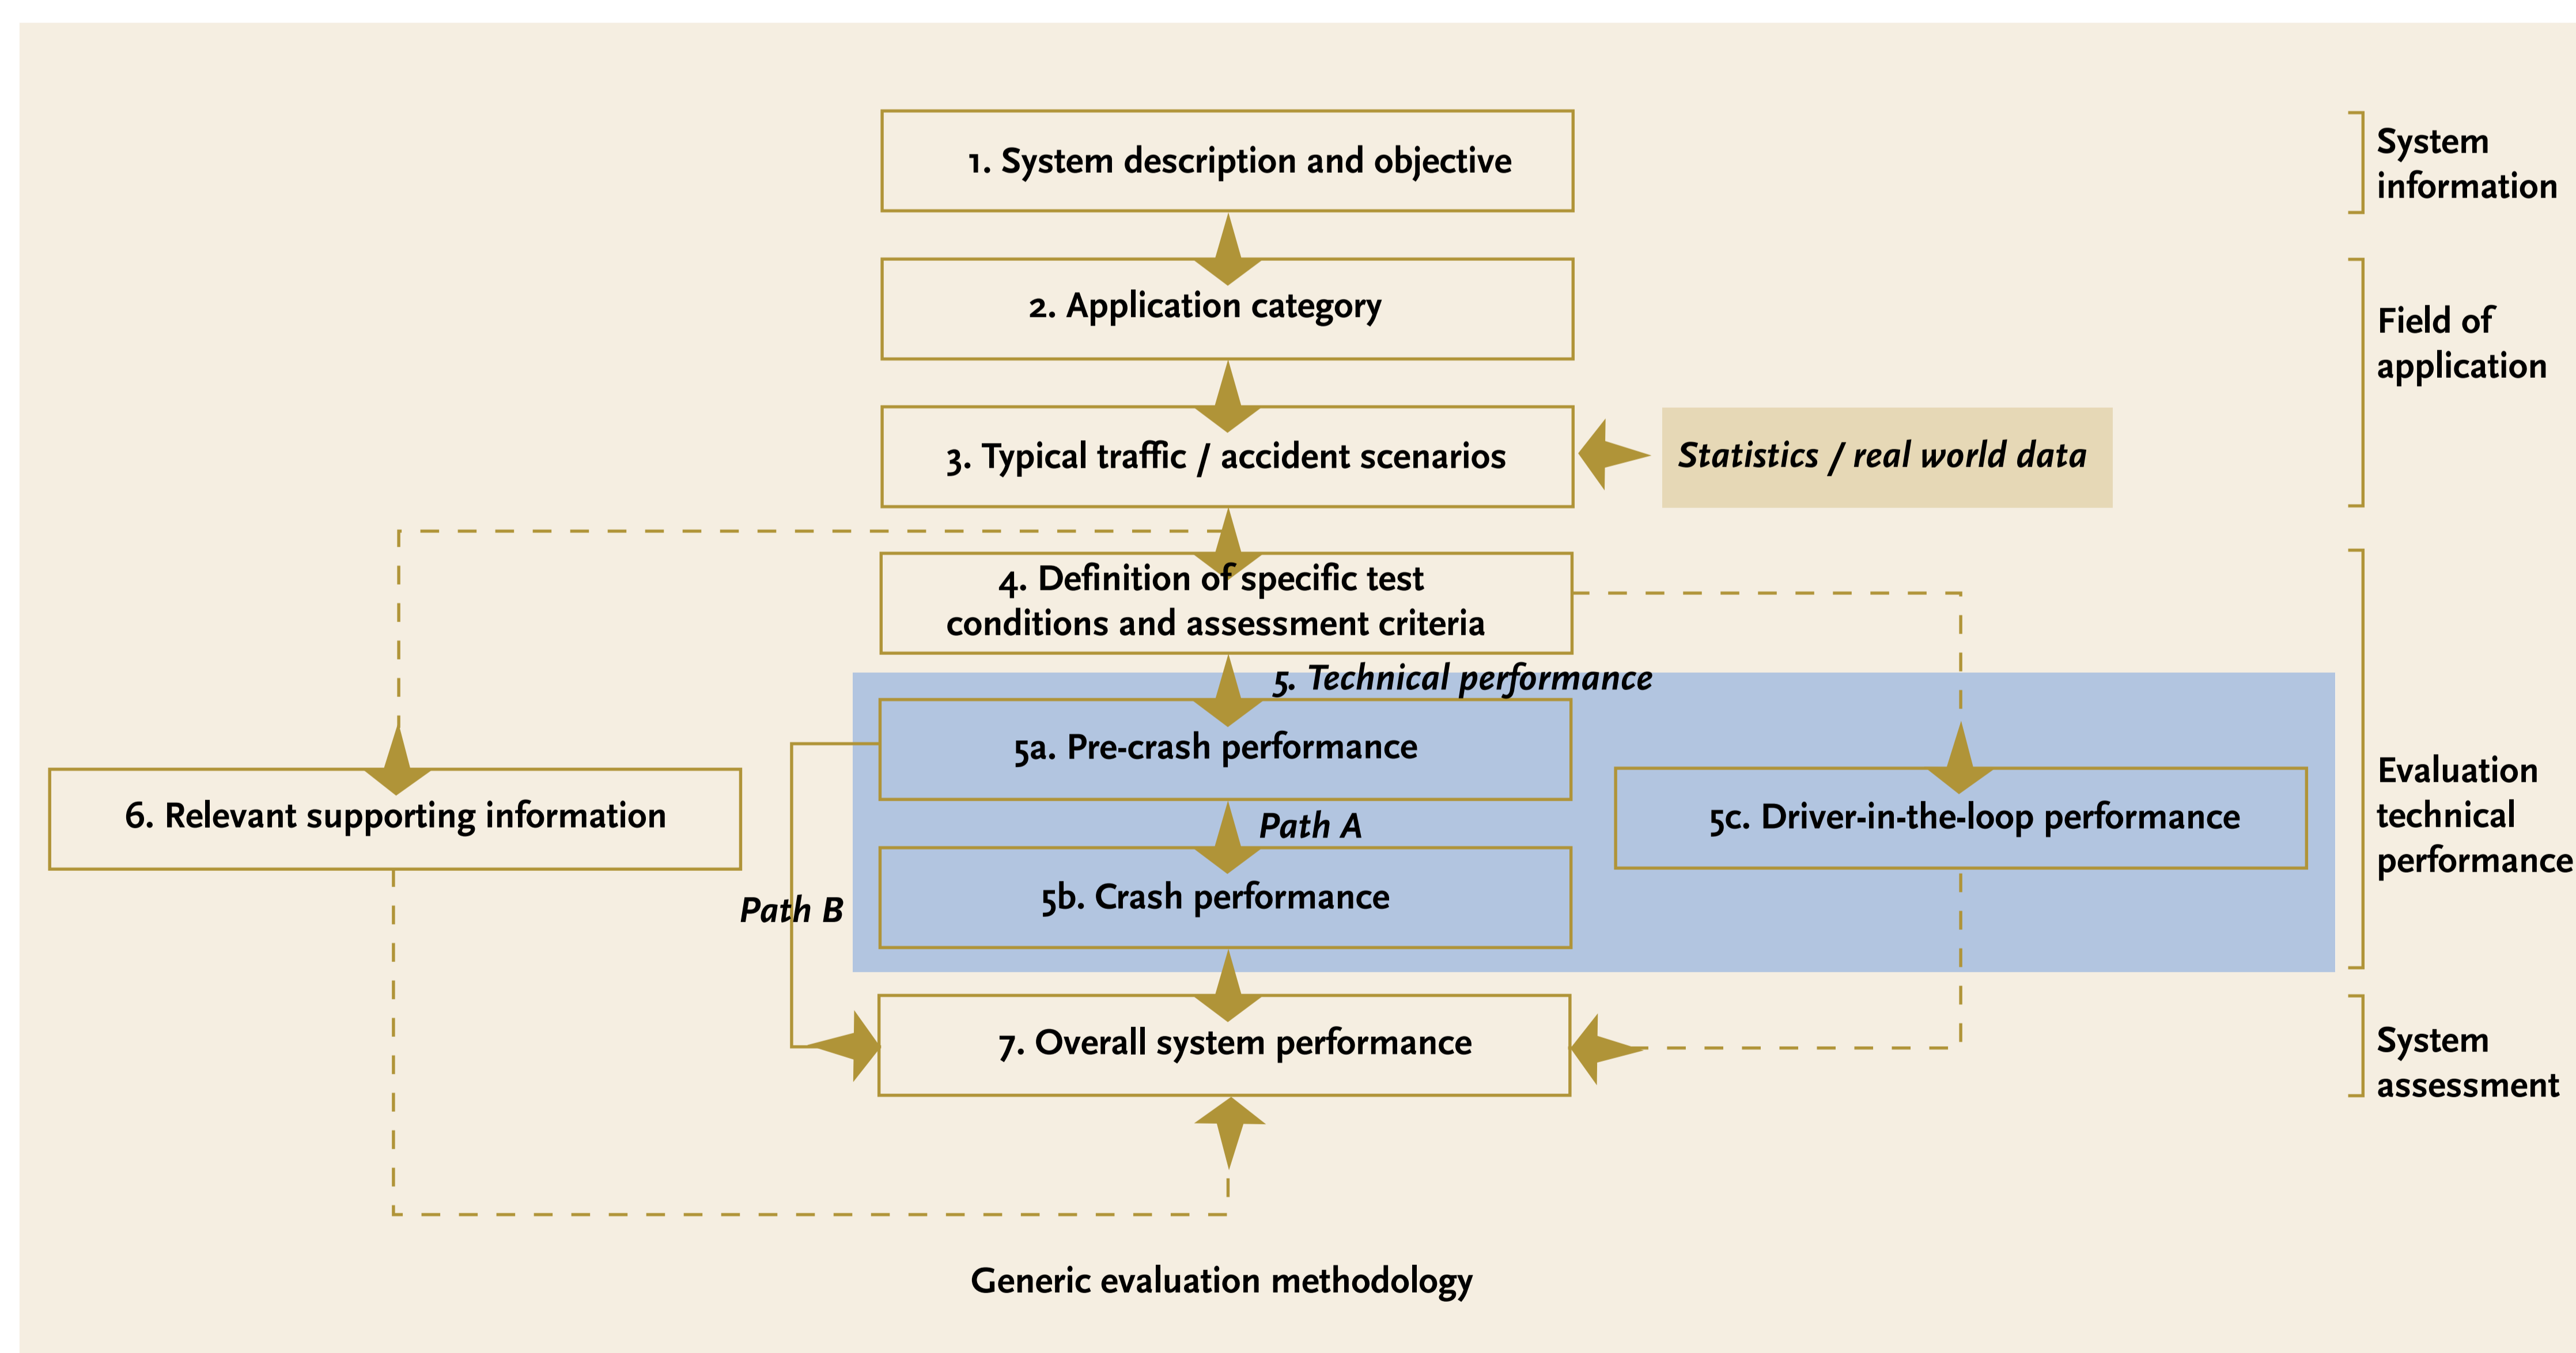 1. System description and objective
System
information
2. Application category
Field of
application
3. Typical traffic / accident scenarios
Statistics / real world data
4. Definition of specific test
conditions and assessment criteria
5. Technical performance
5a. Pre-crash performance
Path A
6. Relevant supporting information
5c. Driver-in-the-loop performance
Evaluation
technical
performance
5b. Crash performance
Path B
7. Overall system performance
System
assessment
Generic evaluation methodology